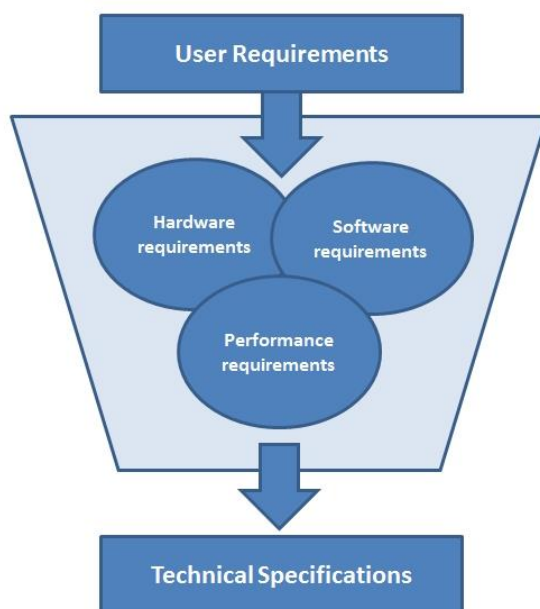 User Requirements
Hardware
requirements
Software
requirements
Performance
requirements
Technical Specifications